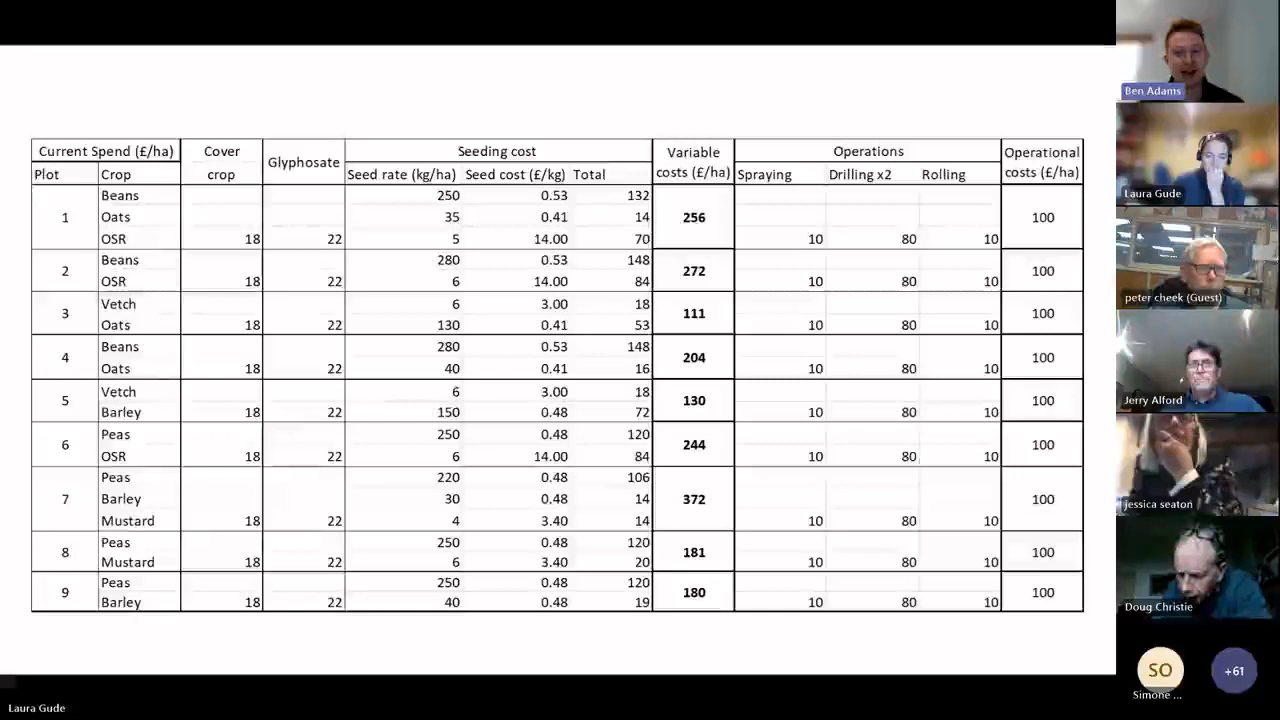 Current Spend (£/ha) Cover crop Glyphosate Seeding cost Variable costs (£/ha) Operations Operational costs (£/ha)
Plot Crop Seed rate (kg/ha) Seed cost (£/kg) Total Spraying Drilling x2 Rolling
Beans 250 0.53 132
1 Oats 35 0.41 14 256 100
OSR 18 22 5 14.00 70 10 80 10
Beans 280 0.53 148
2 272 100
OSR 18 22 6 14.00 84 10 80 10
Vetch 6 3.00 18
3 111 100
Oats 18 22 130 0.41 53 10 80 10
Beans 280 0.53 148
4 204 100
Oats 18 22 40 0.41 16 10 80 10
Vetch 6 3.00 18
5 130 100
Barley 18 22 150 0.48 72 10 80 10
Peas 250 0.48 120
6 244 100
OSR 18 22 6 14.00 84 10 80 10
Peas 220 0.48 106
7 Barley 30 0.48 14 372 100
Mustard 18 22 4 3.40 14 10 80 10
Peas 250 0.48 120
8 181 100
Mustard 18 22 6 3.40 20 10 80 10
Peas 250 0.48 120
9 180 100
Barley 18 22 40 0.48 19 10 80 10
Ben Adams
Laura Gude
peter cheek (Guest)
Jerry Alford
jessica seaton
Doug Christie
SO +61
Simone ...
Laura Gude